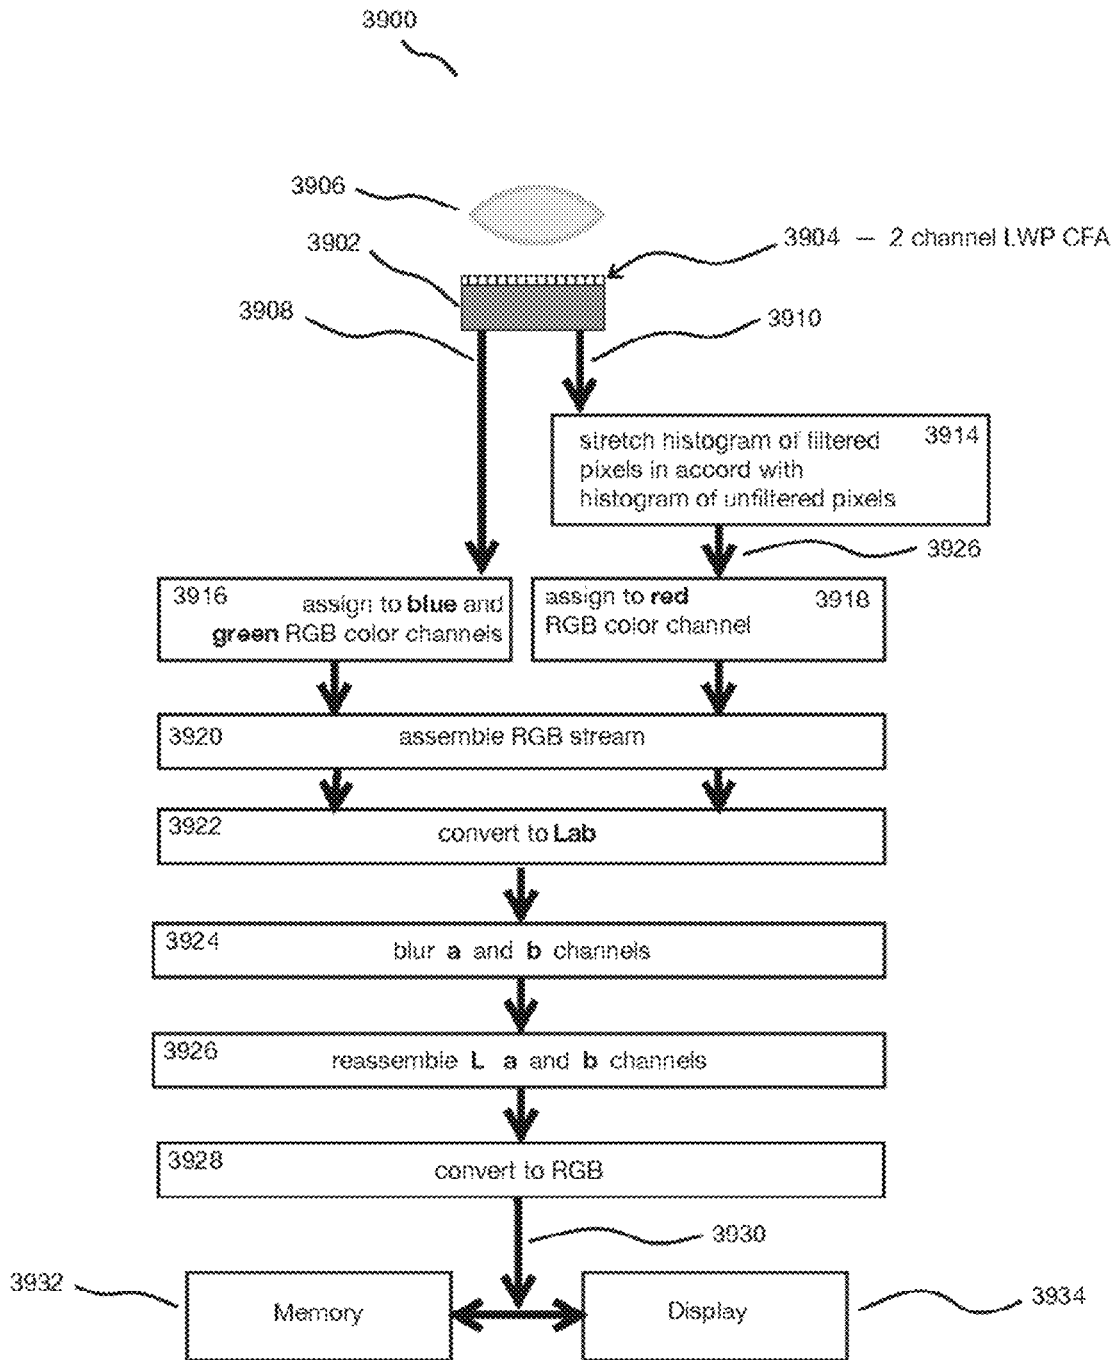 3900
3906
3902
3904 – 2 channel LWP CFA
3908
3910
stretch histogram of filtered 3914
pixels in accord with
histogram of unfiltered pixels
3926
3916 assign to blue and
green RGB color channels
assign to red 3918
RGB color channel
3920 assemble RGB stream
3922 convert to Lab
3924 blur a and b channels
3926 reassemble L a and b channels
3928 convert to RGB
3930
3932
Memory
Display
3934